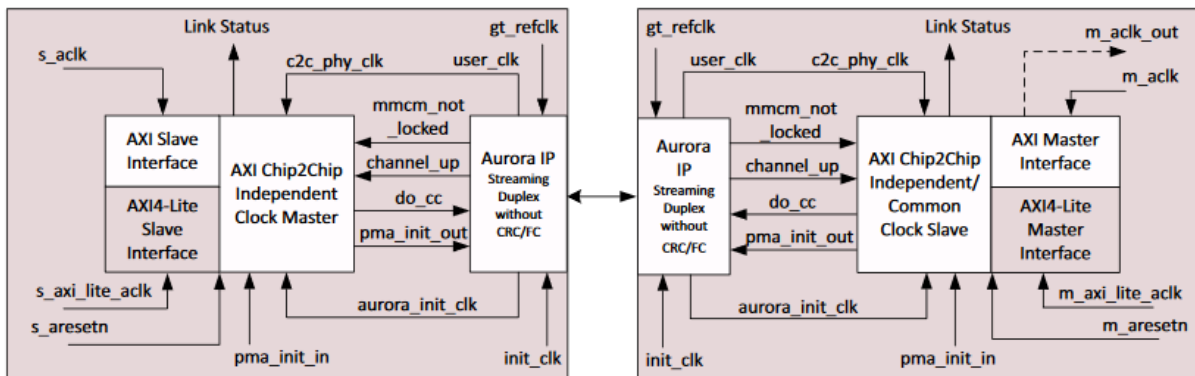 Link Status
gt_refclk
s_aclk
c2c_phy_clk
user_clk
mmcm_not
_locked
AXI Slave
Interface
AXI4-Lite
Slave
Interface
AXI Chip2Chip
Independent
Clock Master
channel_up
do_cc
pma_init_out
Aurora IP
Streaming
Duplex
without
CRC/FC
s_axi_lite_aclk
aurora_init_clk
s_aresetn
pma_init_in
init_clk
gt_refclk
Link Status
m_aclk_out
user_clk
c2c_phy_clk
m_aclk
mmcm_not
_locked
Aurora
IP
Streaming
Duplex
without
CRC/FC
channel_up
do_cc
pma_init_out
AXI Chip2Chip
Independent/
Common
Clock Slave
AXI Master
Interface
AXI4-Lite
Master
Interface
aurora_init_clk
m_axi_lite_aclk
m_aresetn
init_clk
pma_init_in